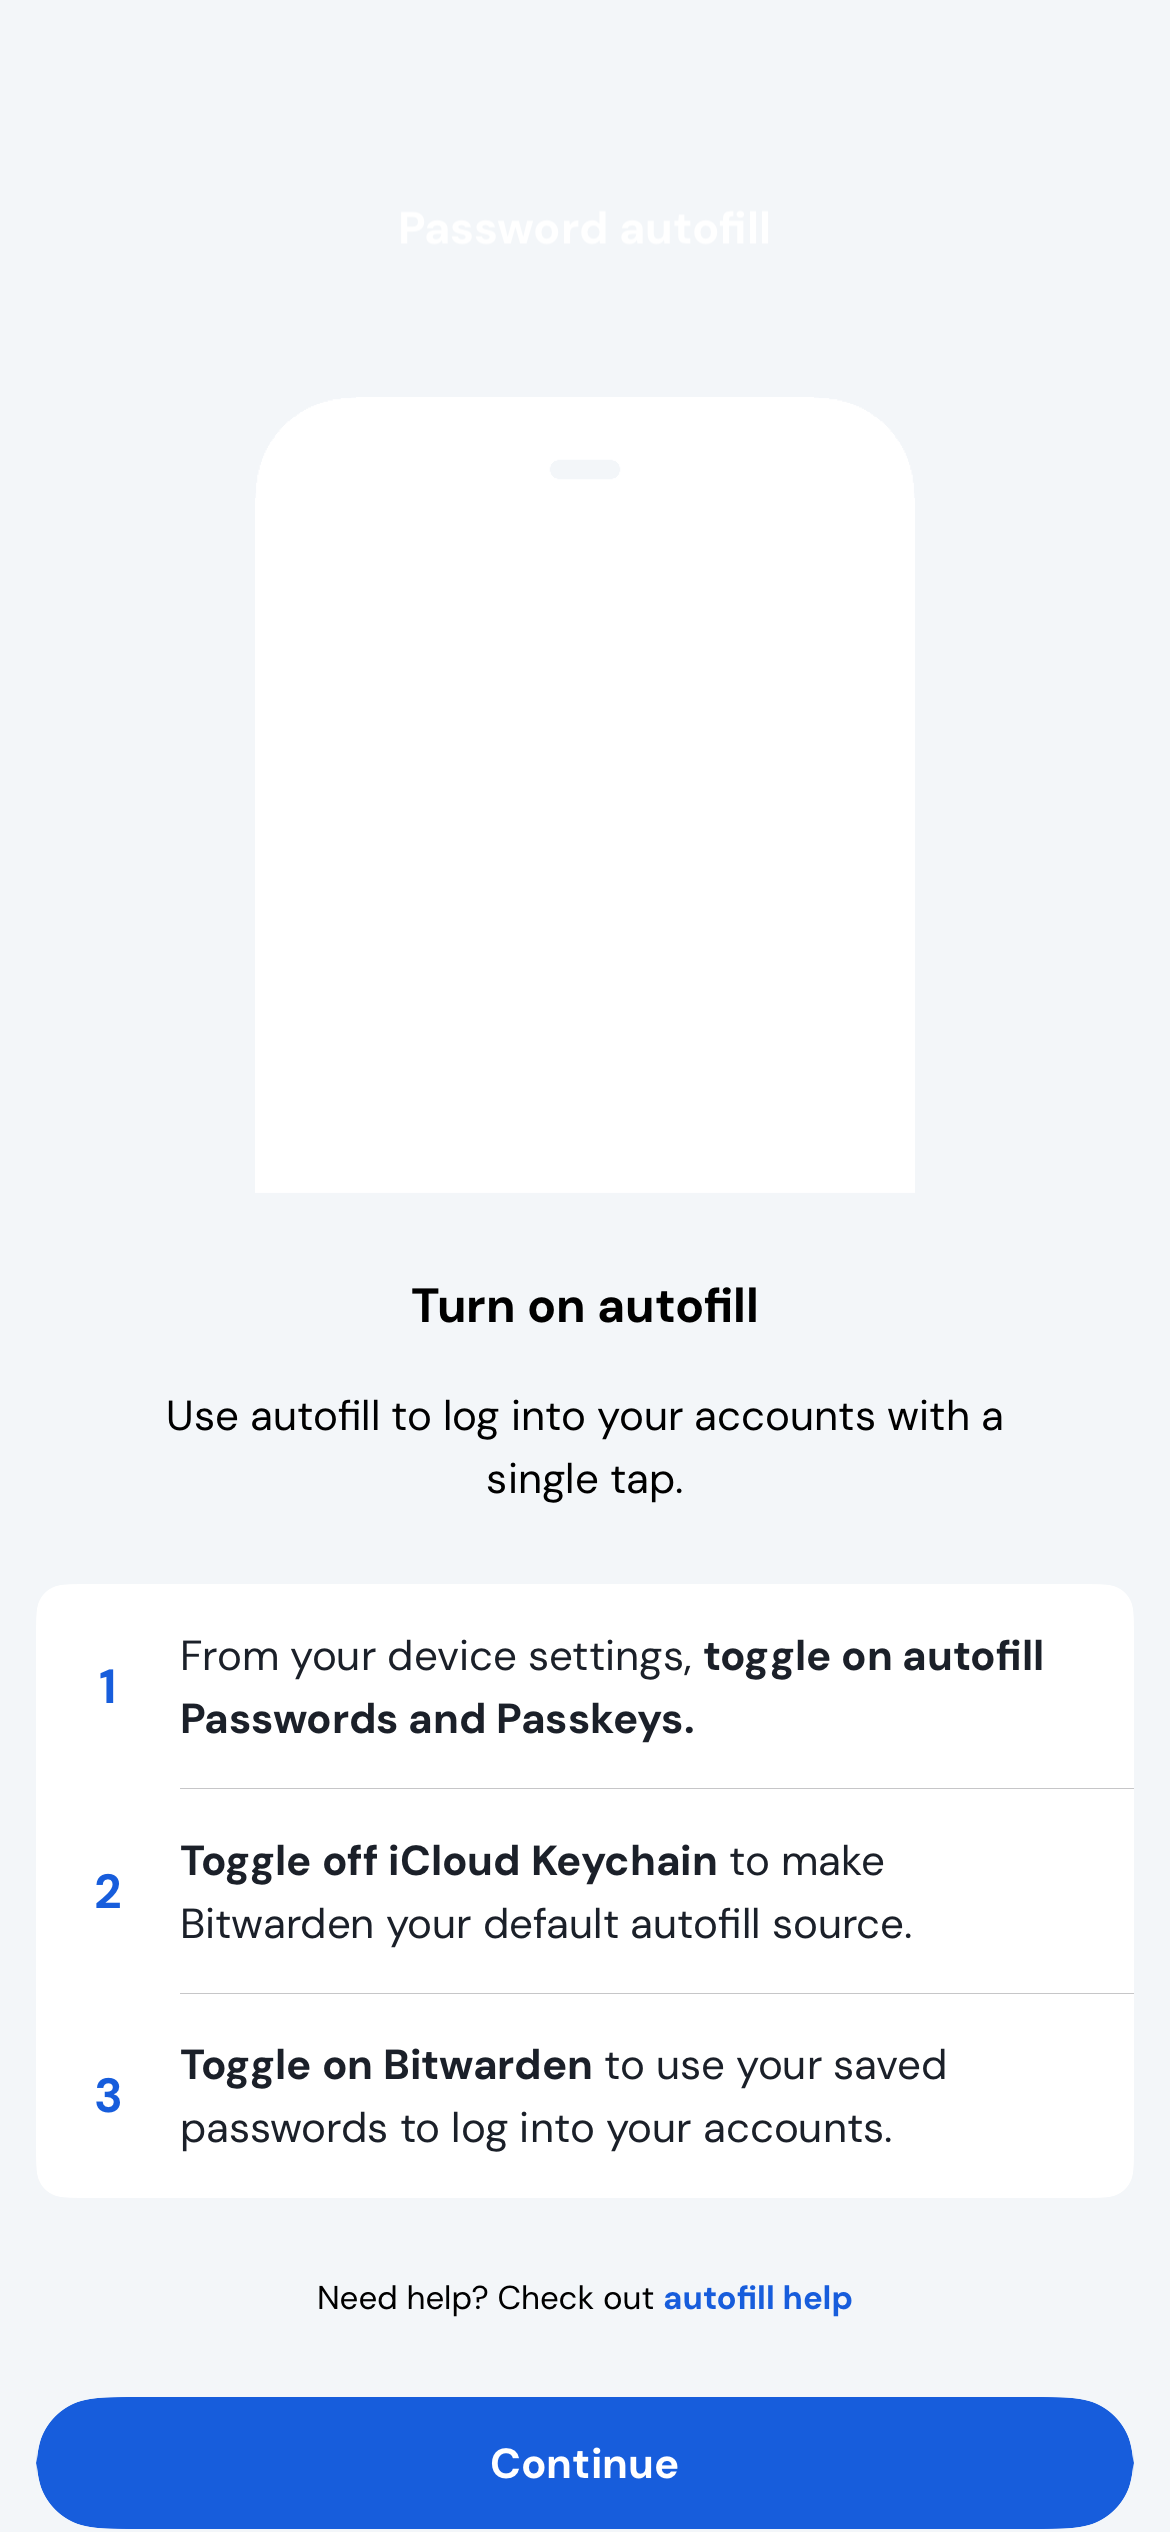 Password autofill
Turn on autofill
Use autofill to log into your accounts with a
single tap.
1
From your device settings, toggle on autofill
Passwords and Passkeys.
2
Toggle off iCloud Keychain to make
Bitwarden your default autofill source.
3
Toggle on Bitwarden to use your saved
passwords to log into your accounts.
Need help? Check out autofill help
Continue